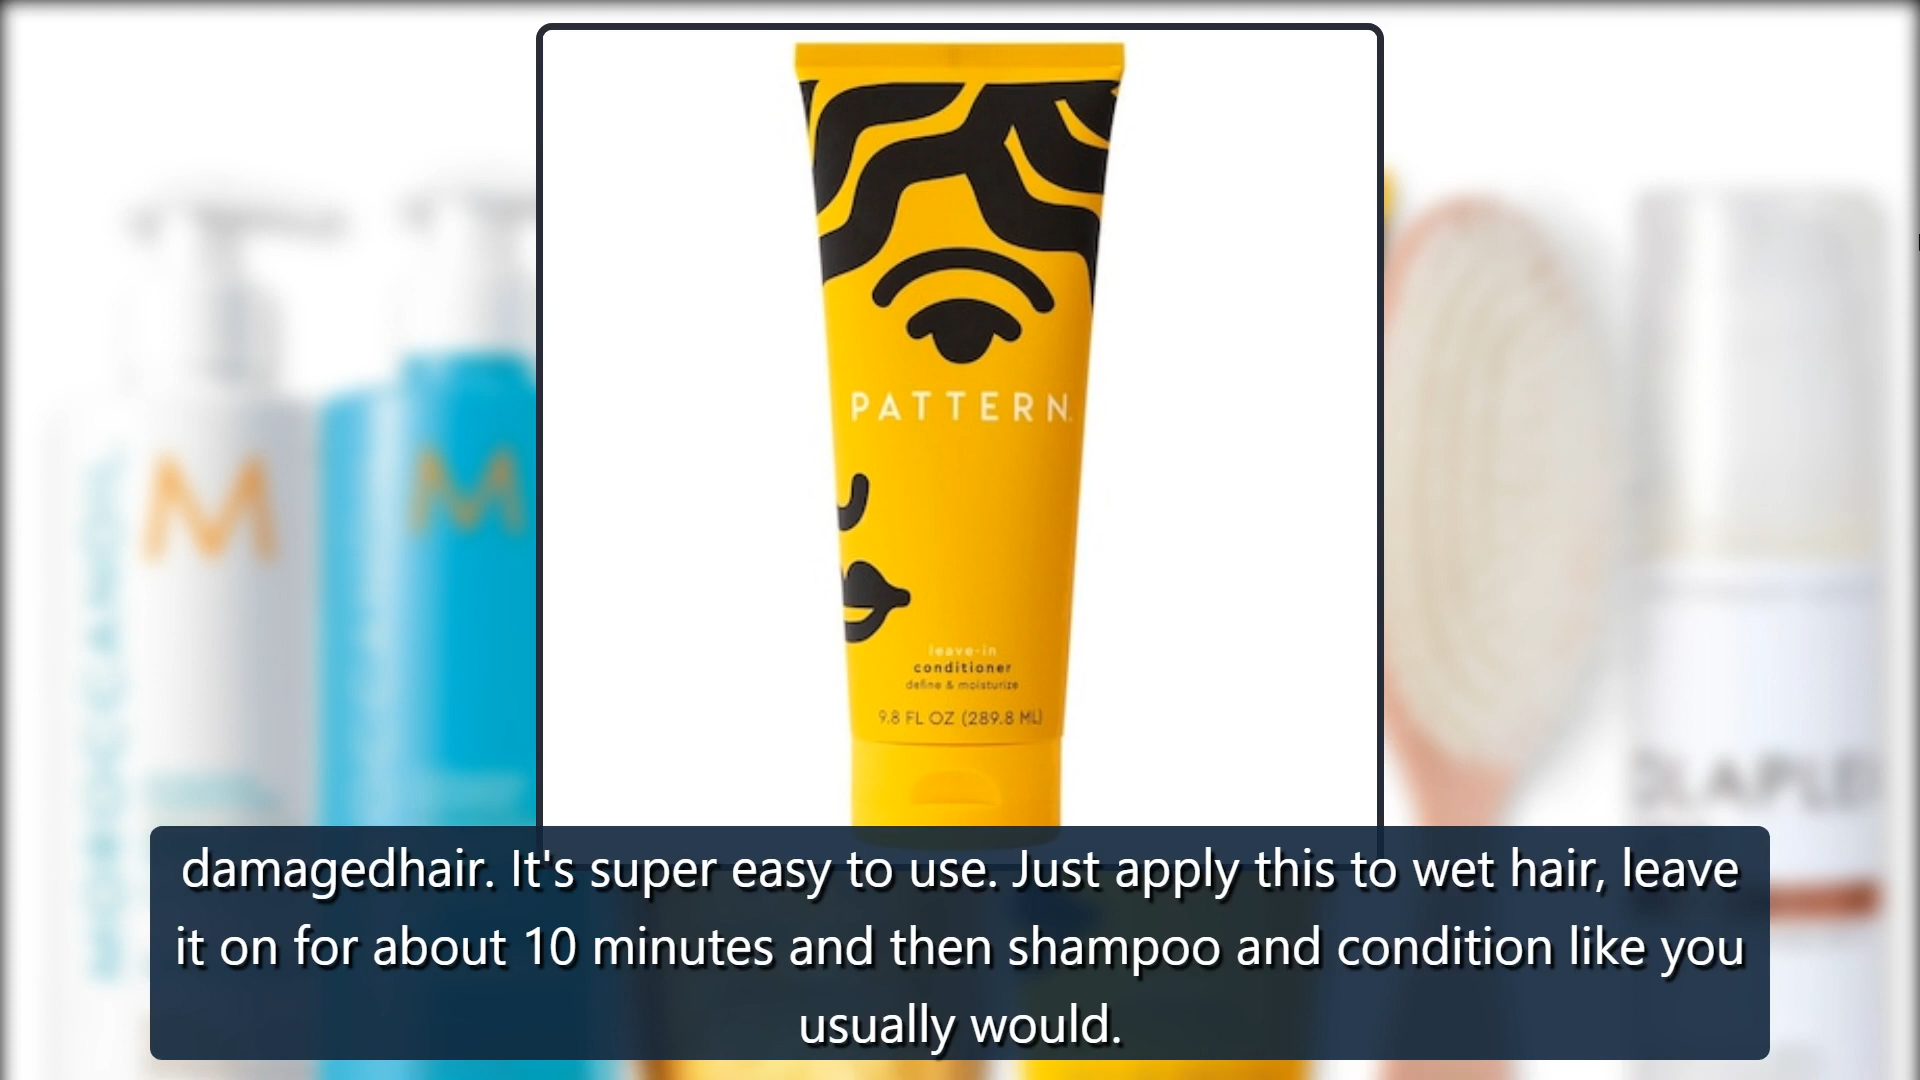 M
M
PATTERN
leave-in
conditioner
define & moisturize
9.8 FL OZ (289.8 ML)
damagedhair. It's super easy to use. Just apply this to wet hair, leave
it on for about 10 minutes and then shampoo and condition like you
usually would.